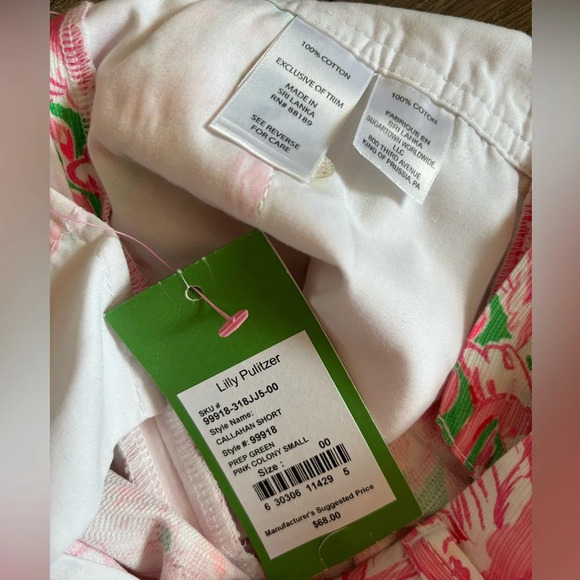 100% COTTON
EXCLUSIVE OF TRIM
MADE IN
SRI LANKA
RN# 88189
SEE REVERSE
FOR CARE
100% COTON
FABRIQUE EN
SRI LANKA
SUGARTOWN WORLDWIDE
LLC
800 THIRD AVENUE
KING OF PRUSSIA, PA
Lilly Pulitzer
SKU #
99918-318JJ5-00
Style Name:
CALLAHAN SHORT
Style #: 99918
PREP GREEN
PINK COLONY SMALL
Size : 00
6 30306 11429 5
Manufacturer's Suggested Price
$68.00